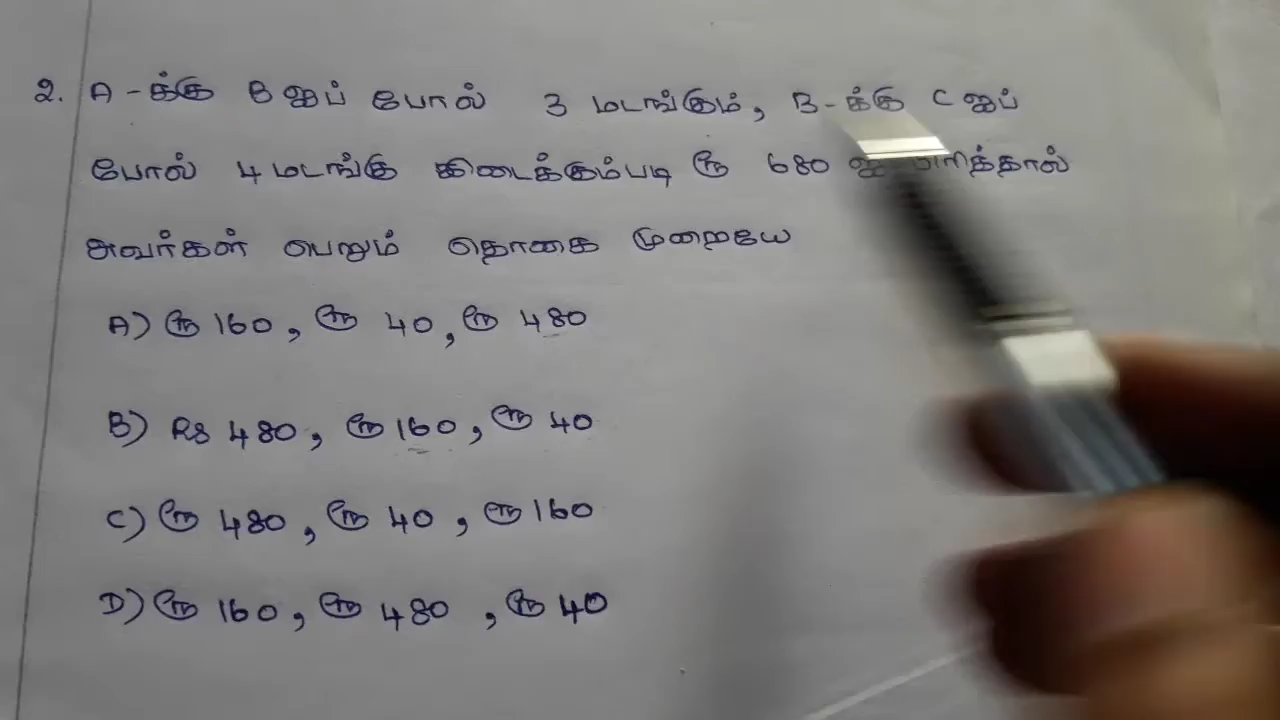 2. A-க்கு B ஐப் போல் 3 மடங்கும், B-க்கு C ஐப்
போல் 4 மடங்கு கிடைக்கும்படி ரூ 680 ஐ
அவர்கள் பெறும் தொகை முறையே
A) ரூ 160, ரூ 40, ரூ 480
B) Rs 480, ரூ 160, ரூ 40
C) ரூ 480, ரூ 40, ரூ 160
D) ரூ 160, ரூ 480, ரூ 40